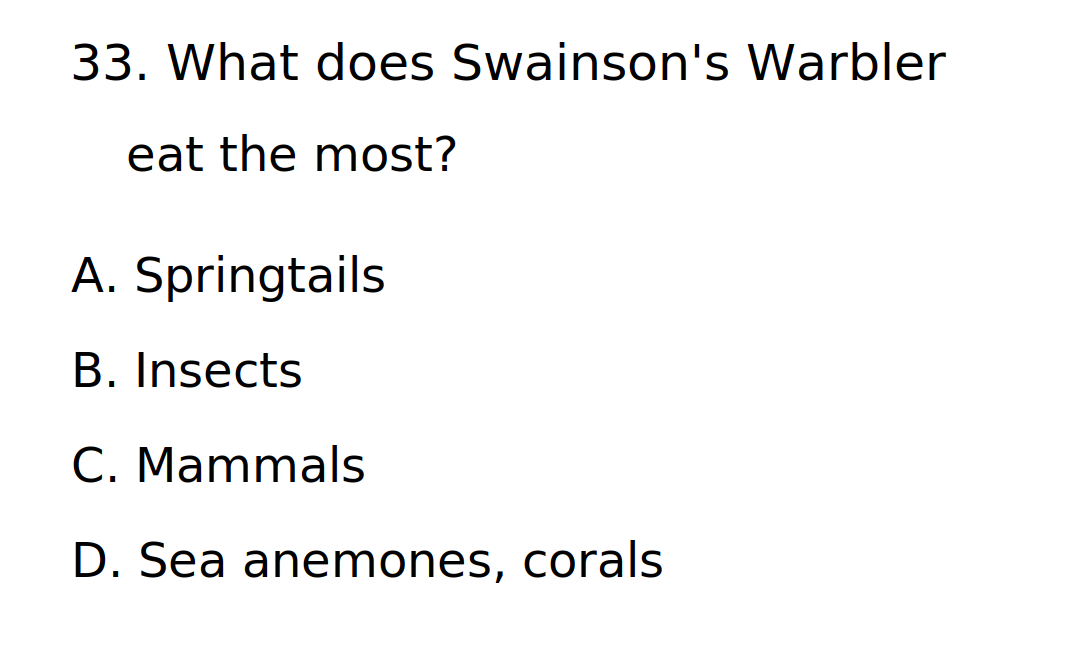 33. What does Swainson's Warbler
eat the most?
A. Springtails
B. Insects
C. Mammals
D. Sea anemones, corals